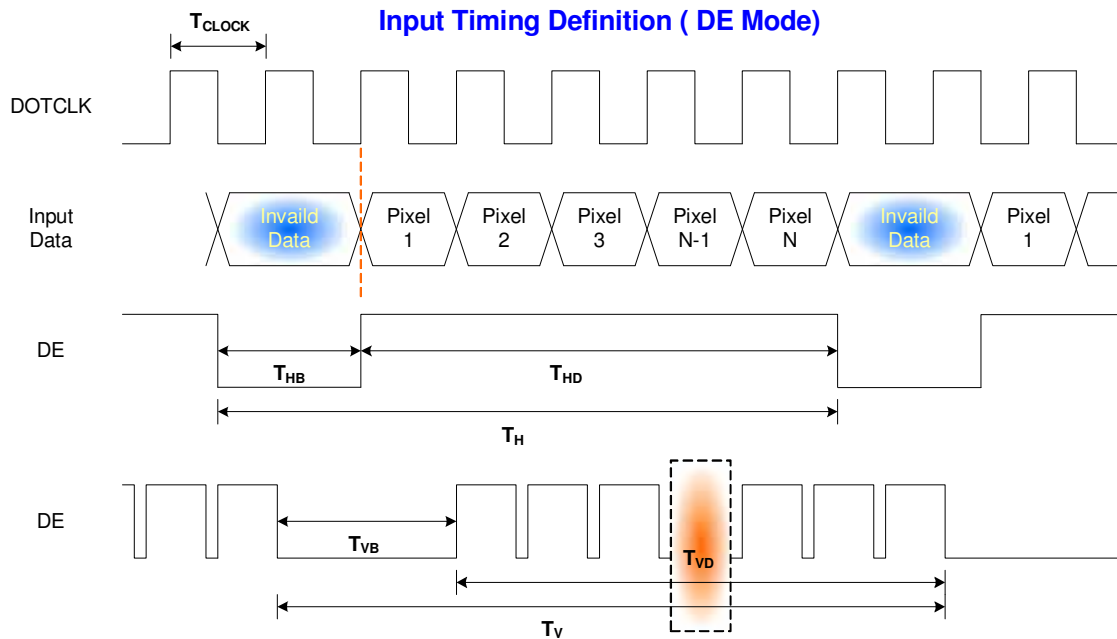 Input Timing Definition ( DE Mode)
TCLOCK
DOTCLK
Input
Data
Invaild
Data
Pixel
1
Pixel
2
Pixel
3
Pixel
N-1
Pixel
N
Invaild
Data
Pixel
1
DE
THB
THD
TH
DE
TVB
TVD
TV